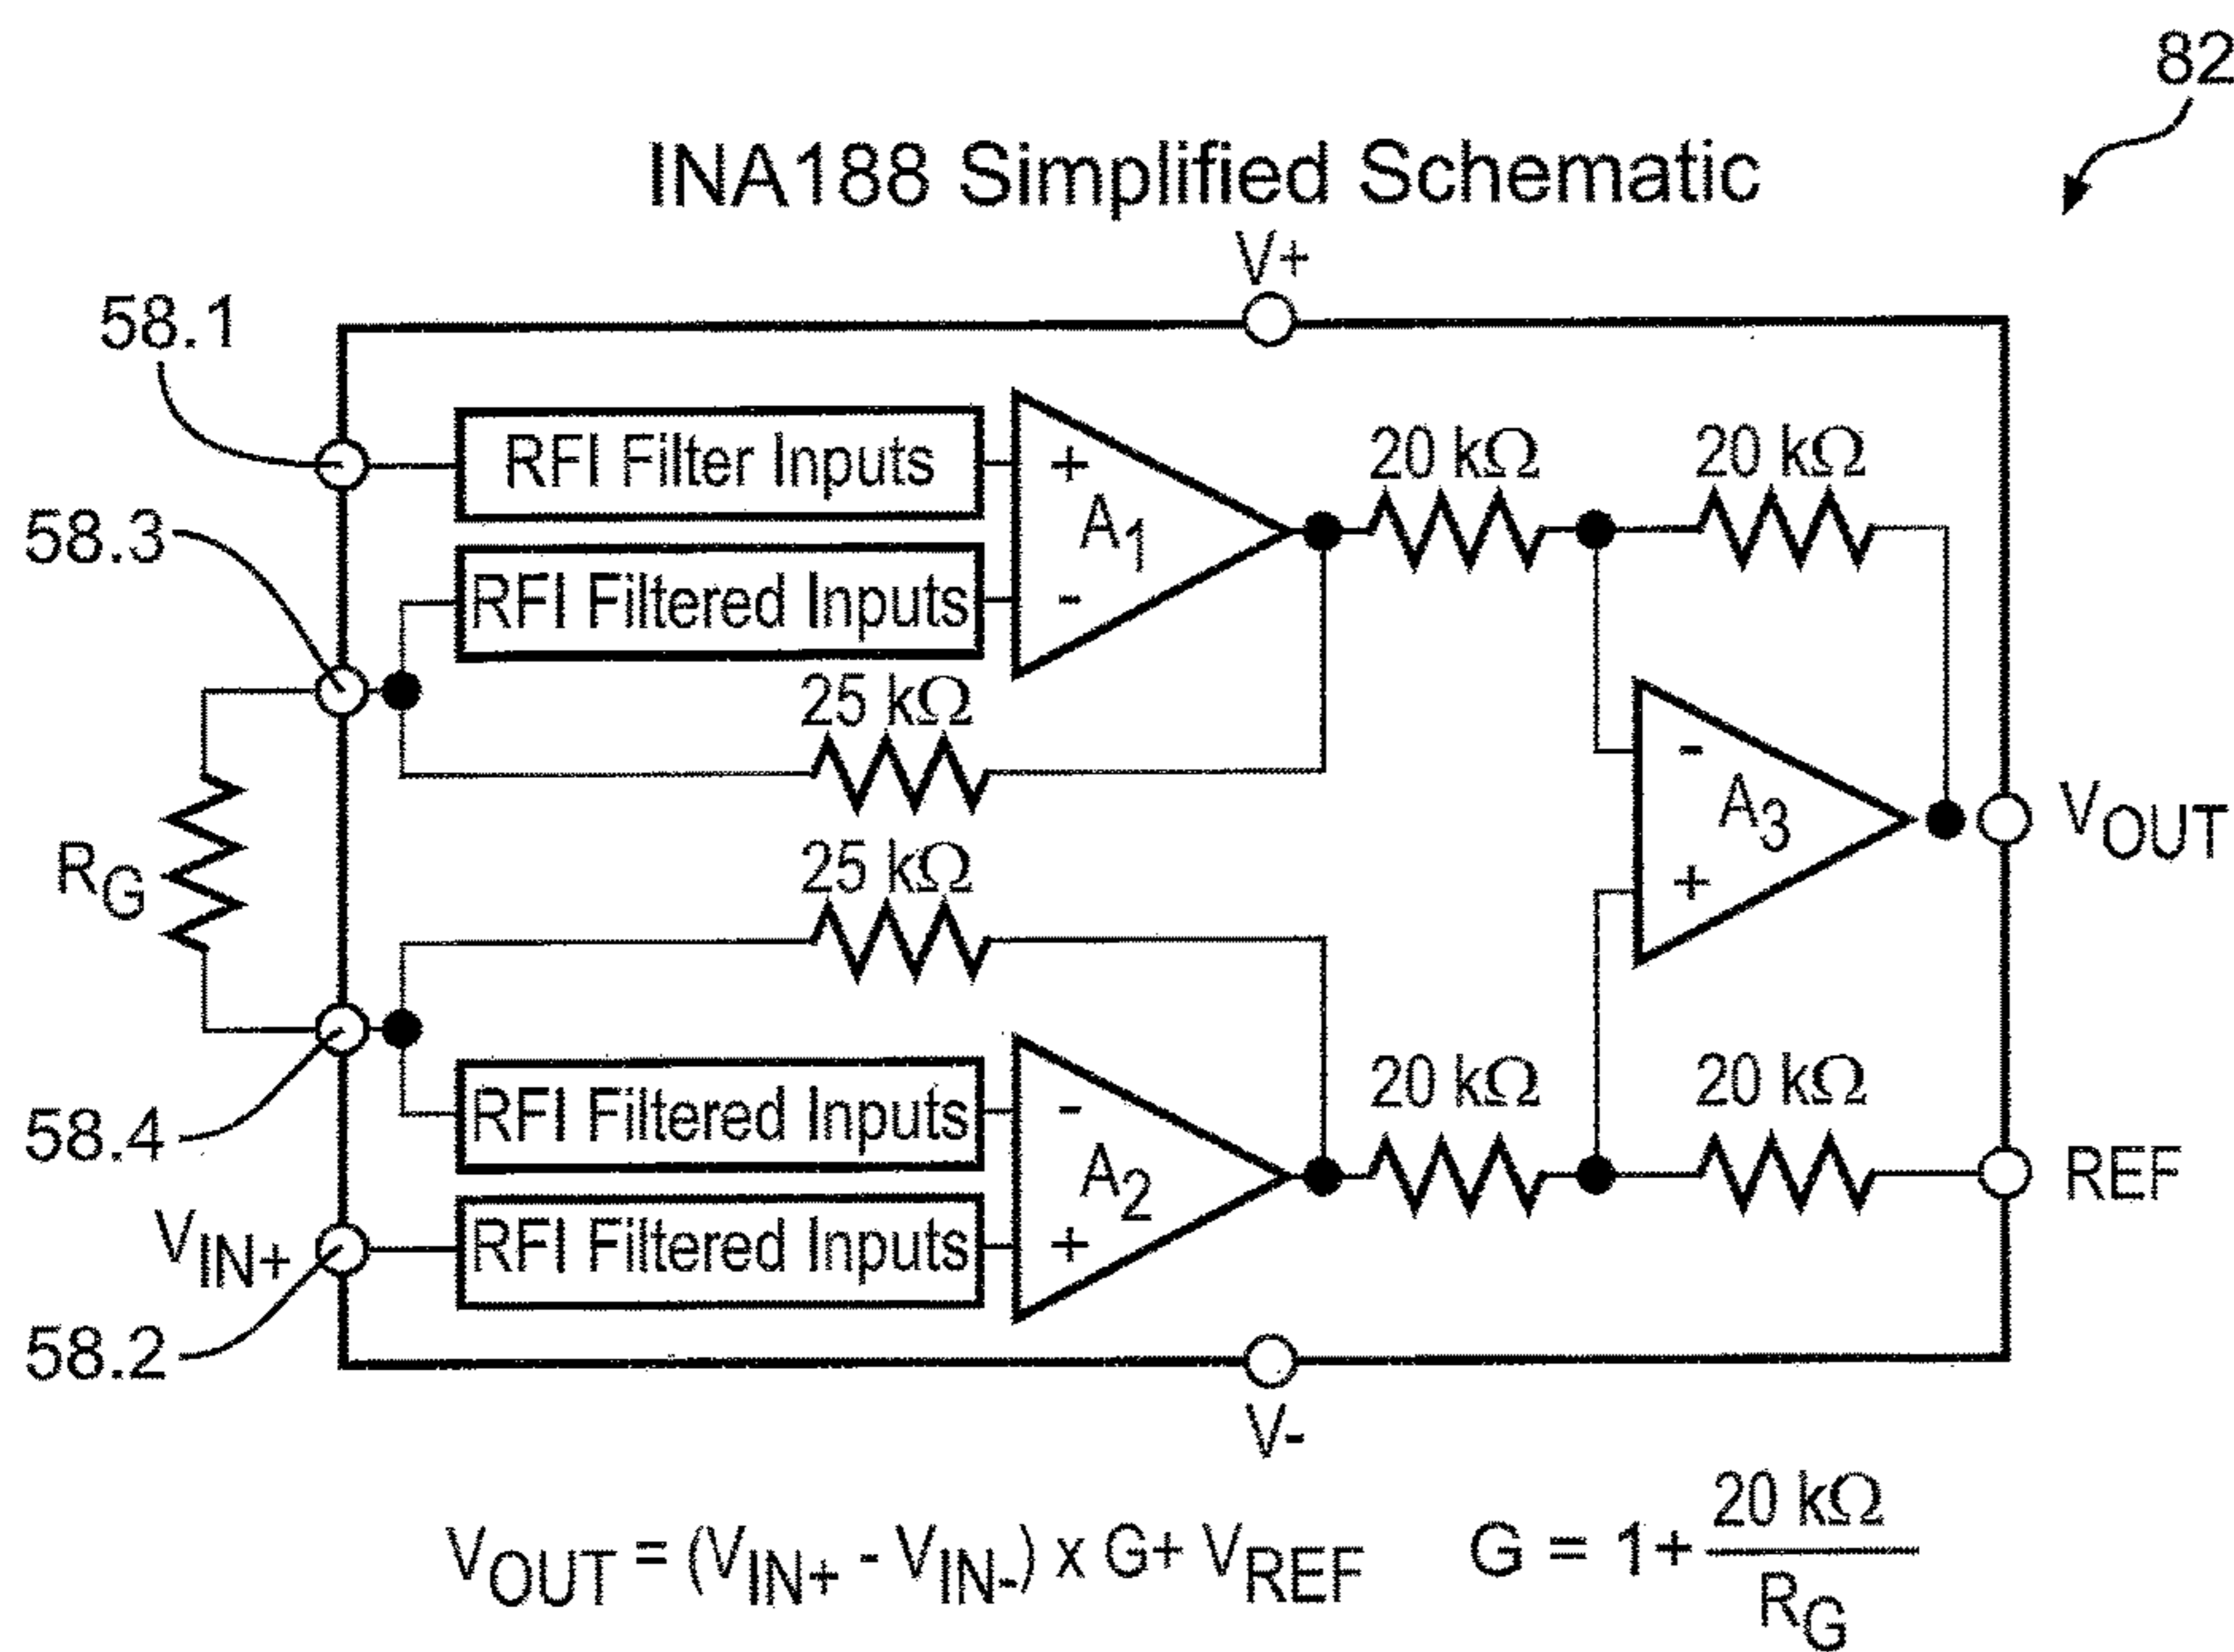 82
INA188 Simplified Schematic
V+
58.1
RFI Filter Inputs
+
A1
20 kΩ
20 kΩ
58.3
RFI Filtered Inputs
-
25 kΩ
RG
25 kΩ
-
A3
+
VOUT
58.4
RFI Filtered Inputs
-
A2
20 kΩ
20 kΩ
REF
VIN+
RFI Filtered Inputs
+
58.2
V-
VOUT = (VIN+ - VIN-) x G+ VREF
G = 1+ 20 kΩ
RG